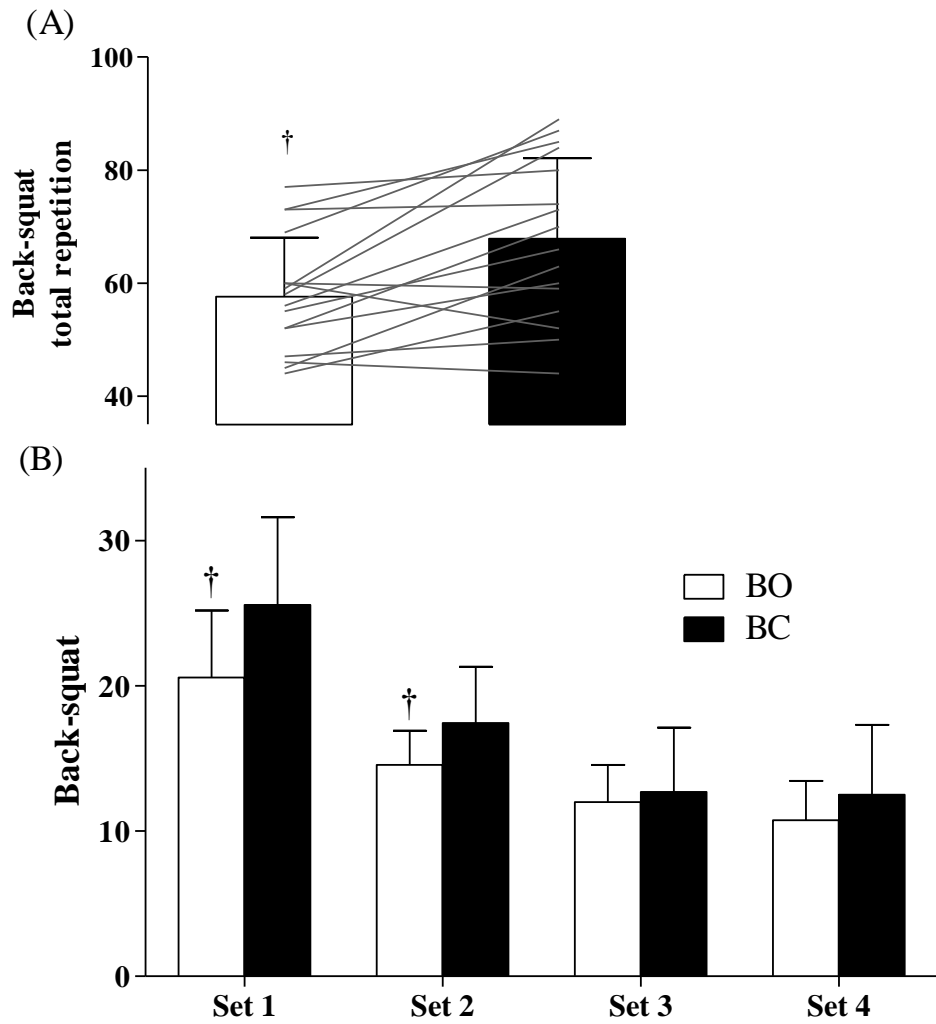 (A)
100
80
60
40
Back-squat
total repetition
†
(B)
30
20
10
0
Back-squat
†
†
BO
BC
Set 1
Set 2
Set 3
Set 4